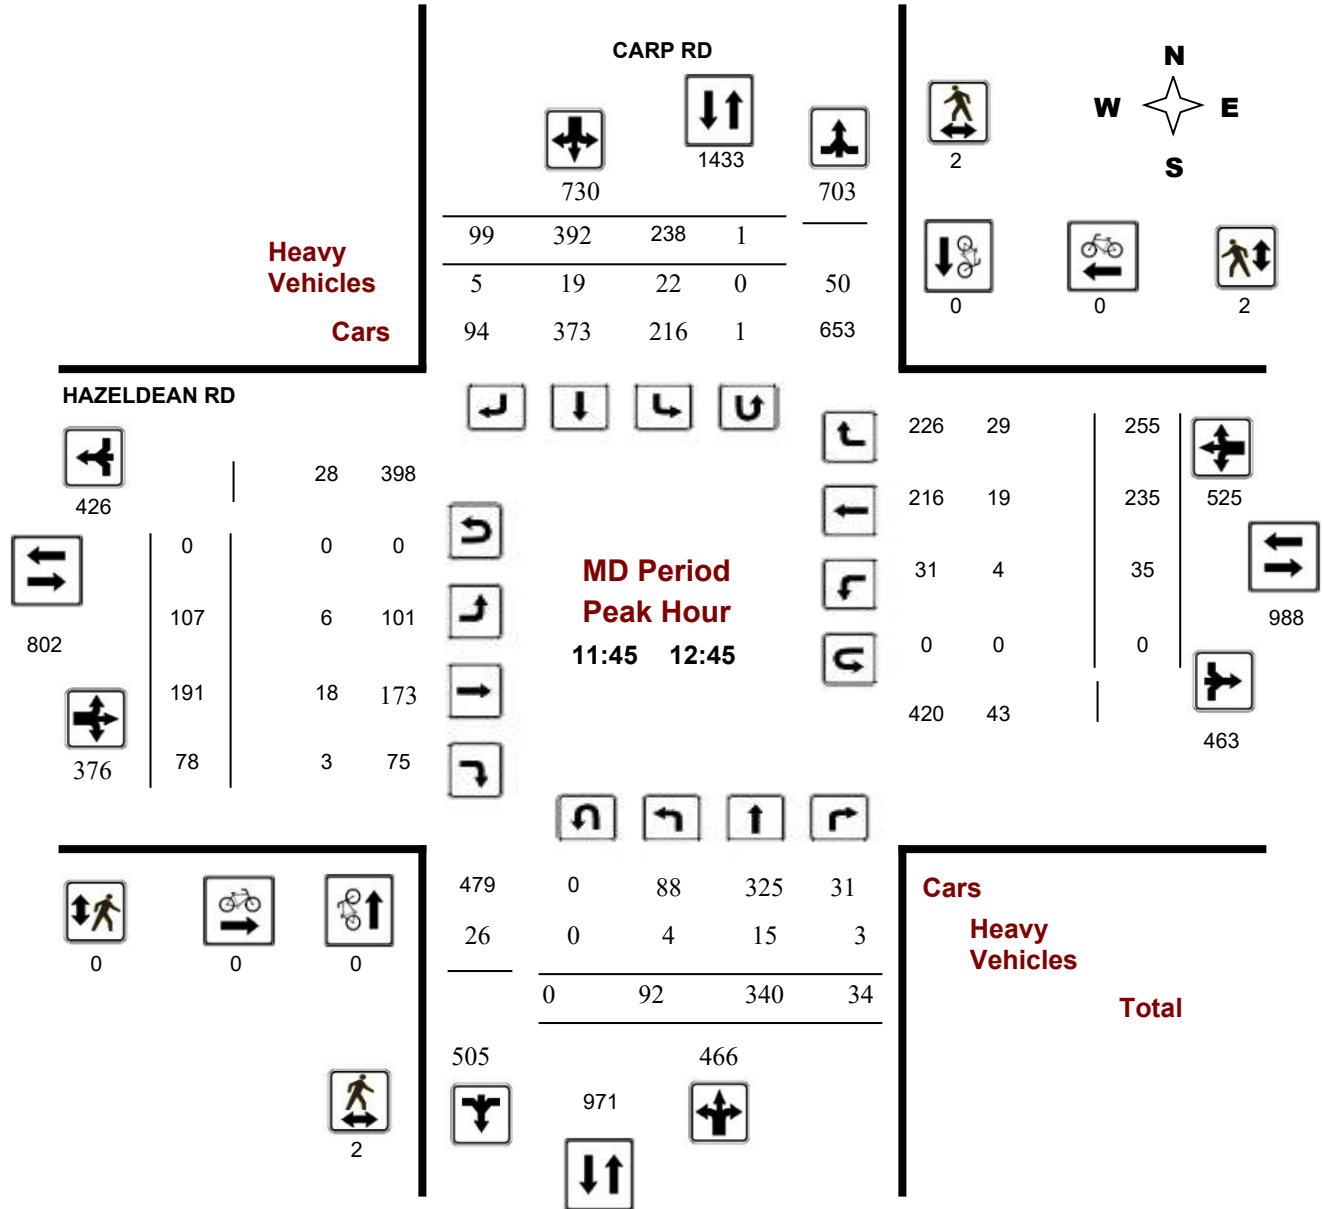 CARP RD
N
W E
S
1433
2
730
703
99 392 238 1
Heavy
Vehicles
5 19 22 0 50
0 0 2
Cars
94 373 216 1 653
HAZELDEAN RD
226 29 255
28 398
426
216 19 235 525
0 0 0
MD Period
31 4 35
Peak Hour
107 6 101
988
802
11:45 12:45
0 0 0
191 18 173
420 43
463
376 78 3 75
479 0 88 325 31
Cars
26 0 4 15 3
Heavy
Vehicles
0 0 0
0 92 340 34
Total
505 466
971
2